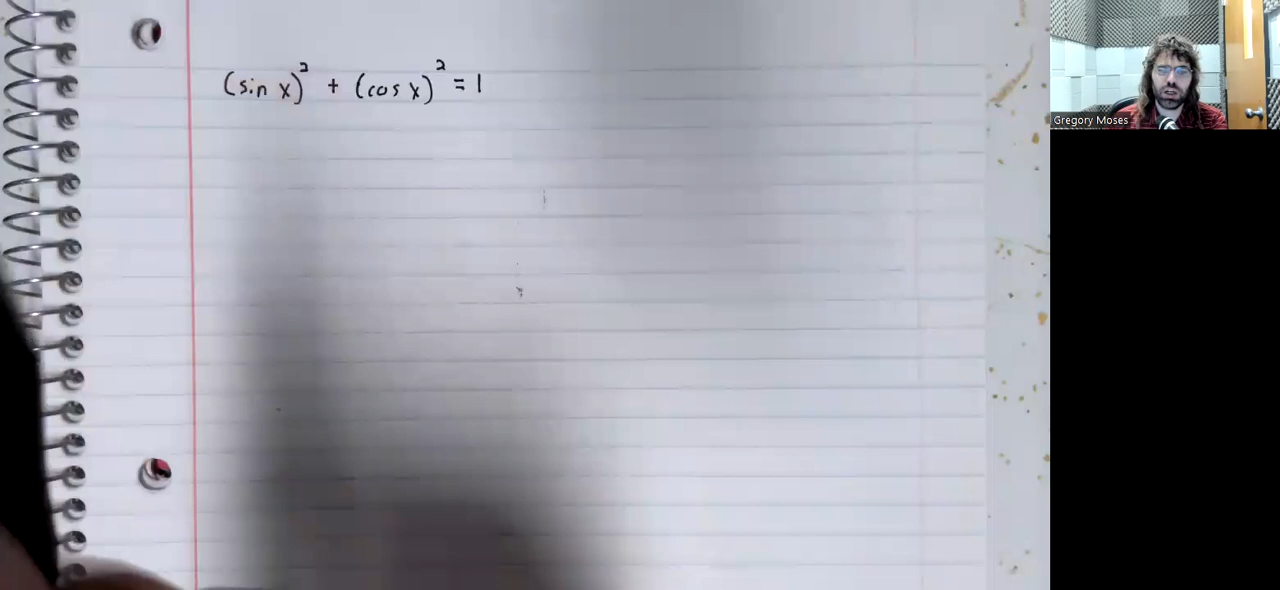 (sin x)² + (cos x)² = 1
Gregory Moses